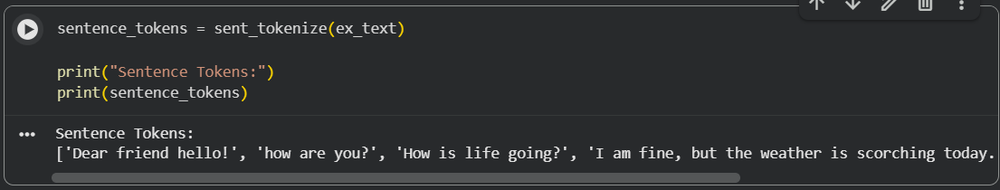 sentence_tokens = sent_tokenize(ex_text)
print("Sentence Tokens:")
print(sentence_tokens)
Sentence Tokens:
['Dear friend hello!', 'how are you?', 'How is life going?', 'I am fine, but the weather is scorching today.